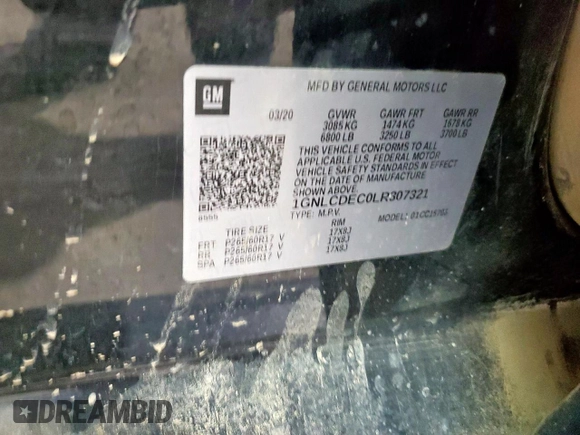 GM
MFD BY GENERAL MOTORS LLC
03/20 GVWR GAWR FRT GAWR RR
3085 KG 1474 KG 1678 KG
6800 LB 3250 LB 3700 LB
THIS VEHICLE CONFORMS TO ALL
APPLICABLE U.S. FEDERAL MOTOR
VEHICLE SAFETY STANDARDS IN EFFECT
ON THE DATE OF MANUFACTURE
SHOWN ABOVE.
1GNLCDEC0LR307321
TYPE: M.P.V. MODEL:
TIRE SIZE RIM
FRT P265/60R17 V 17X8J
RR P265/60R17 V 17X8J
SPA P265/60R17 V 17X8J
DREAMBID